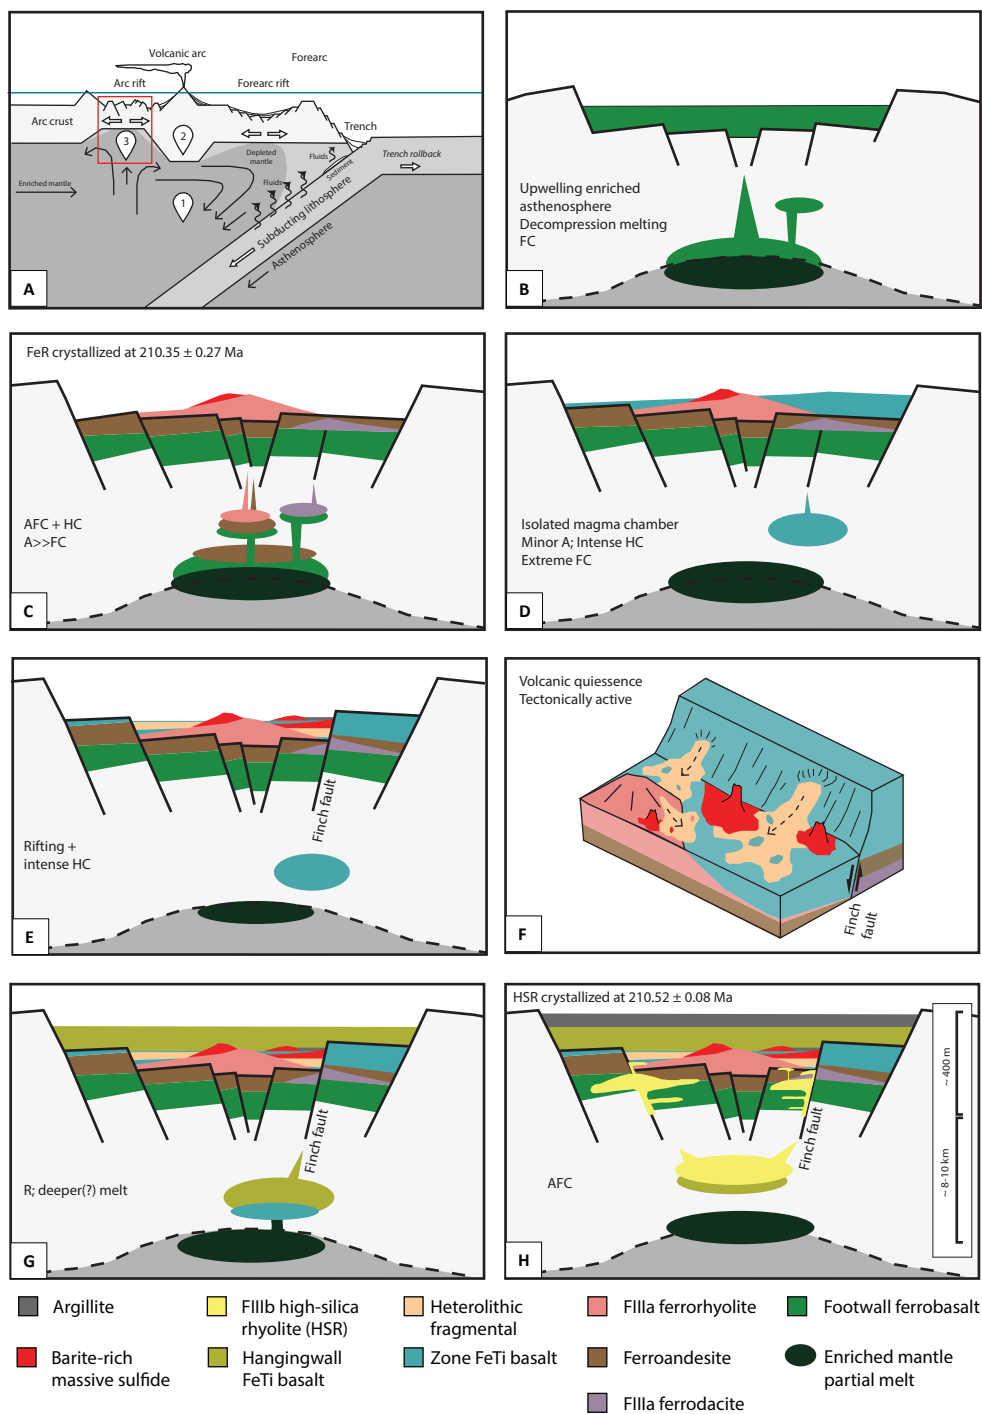 Volcanic arc
Forearc
Arc rift
Forearc rift
Arc crust
Trench
Depleted
mantle
Fluids
Sediment
Trench rollback
Enriched mantle
Fluids
Subducting lithosphere
Asthenosphere
1
2
3
A
Upwelling enriched
asthenosphere
Decompression melting
FC
B
FeR crystallized at 210.35 ± 0.27 Ma
AFC + HC
A>>FC
C
Isolated magma chamber
Minor A; Intense HC
Extreme FC
D
Finch fault
Rifting +
intense HC
E
Volcanic quiessence
Tectonically active
Finch
fault
F
Finch fault
R; deeper(?) melt
G
HSR crystallized at 210.52 ± 0.08 Ma
~ 400 m
~ 8-10 km
Finch fault
AFC
H
Argillite
FIIIb high-silica
rhyolite (HSR)
Heterolithic
fragmental
FIIIa ferrorhyolite
Footwall ferrobasalt
Barite-rich
massive sulfide
Hangingwall
FeTi basalt
Zone FeTi basalt
Ferroandesite
Enriched mantle
partial melt
FIIIa ferrodacite